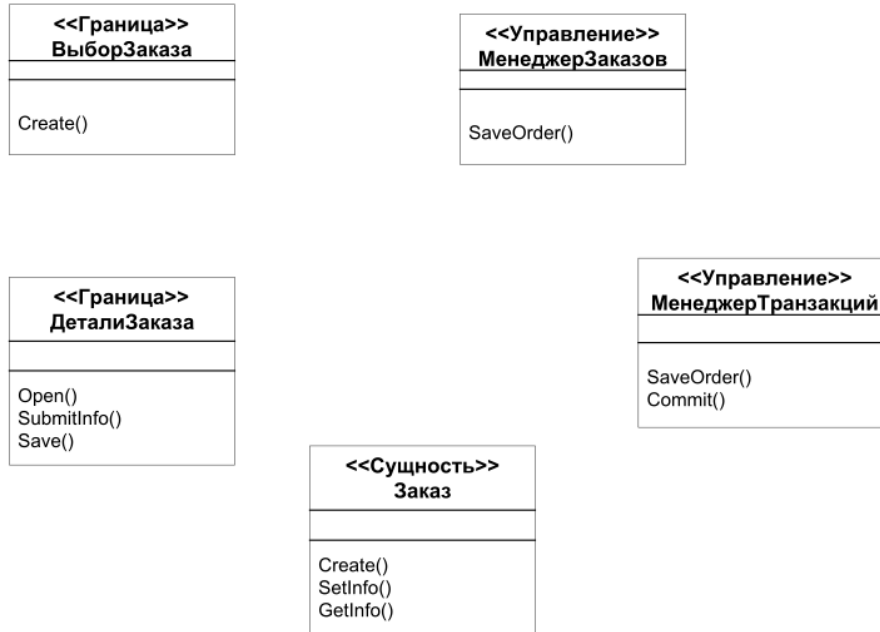 <<Граница>>
ВыборЗаказа
Create()
<<Управление>>
МенеджерЗаказов
SaveOrder()
<<Граница>>
ДеталиЗаказа
Open()
SubmitInfo()
Save()
<<Управление>>
МенеджерТранзакций
SaveOrder()
Commit()
<<Сущность>>
Заказ
Create()
SetInfo()
GetInfo()